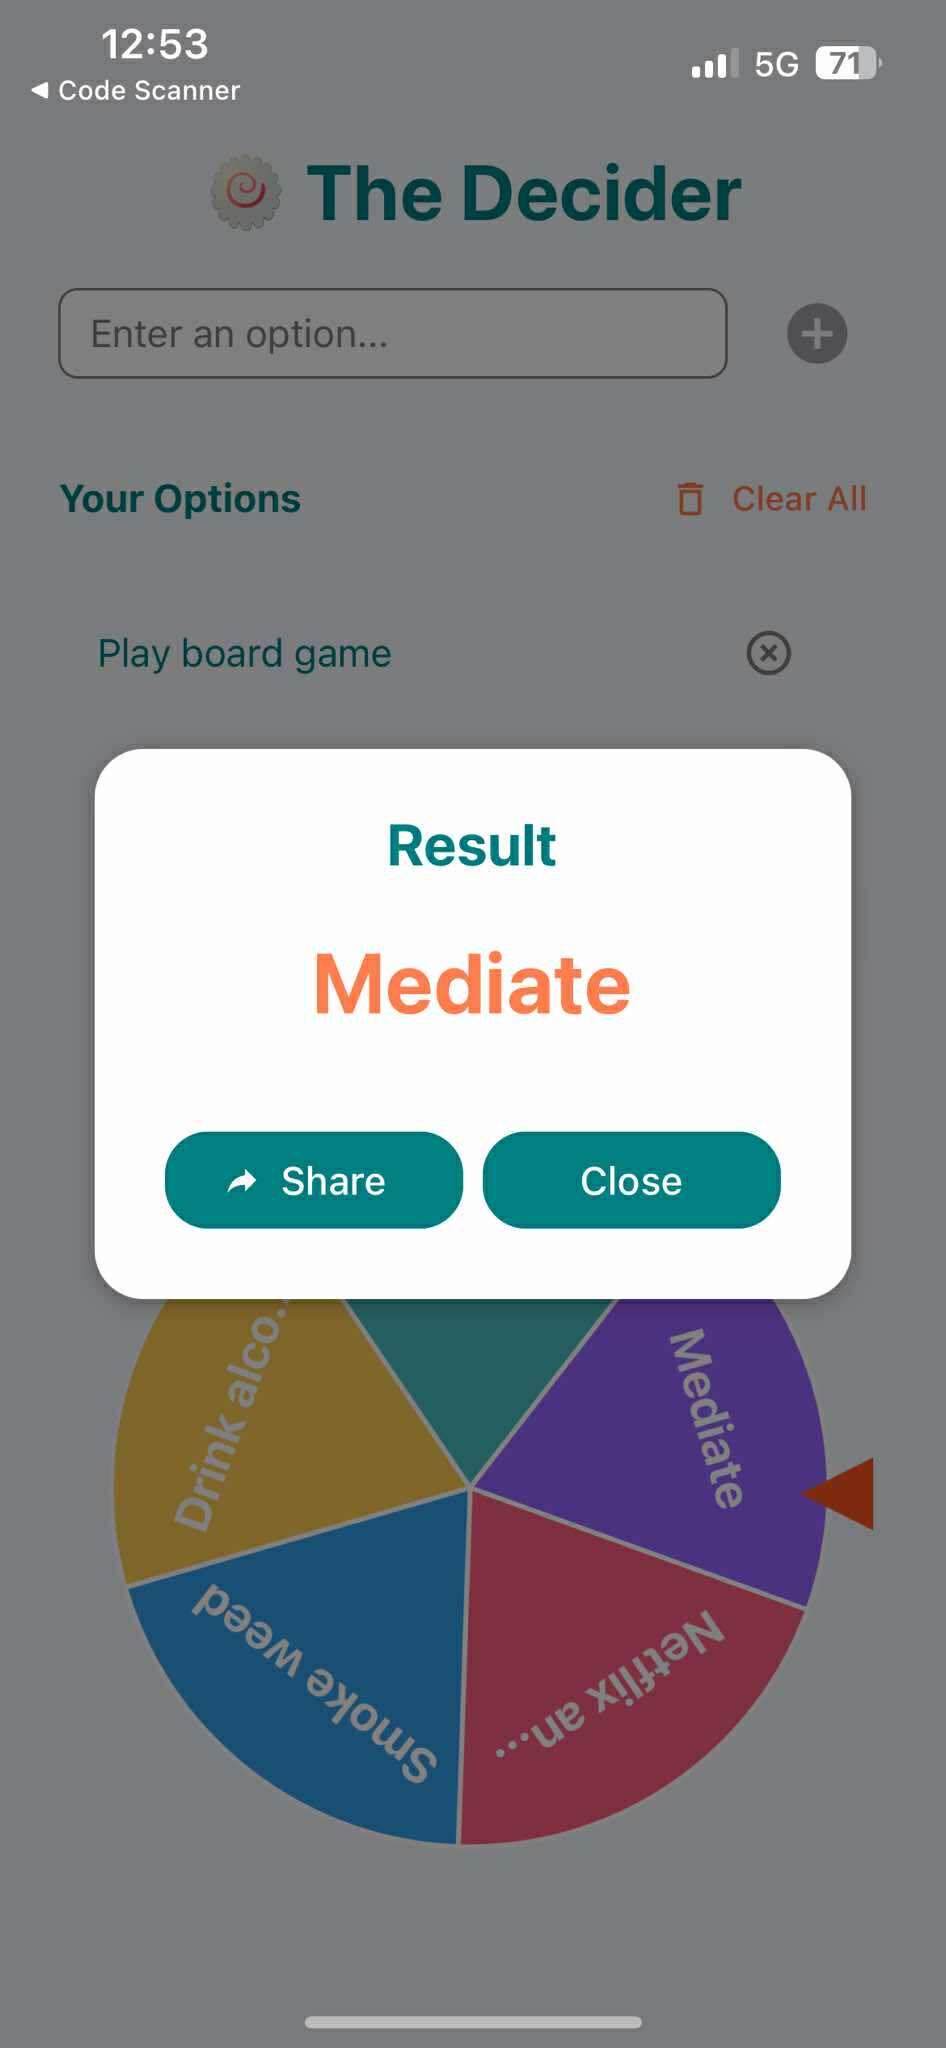 12:53
5G
71
Code Scanner
The Decider
Enter an option...
Your Options
Clear All
Play board game
Result
Mediate
Share
Close
Drink alco..
Mediate
Smoke weed
Netflix an...